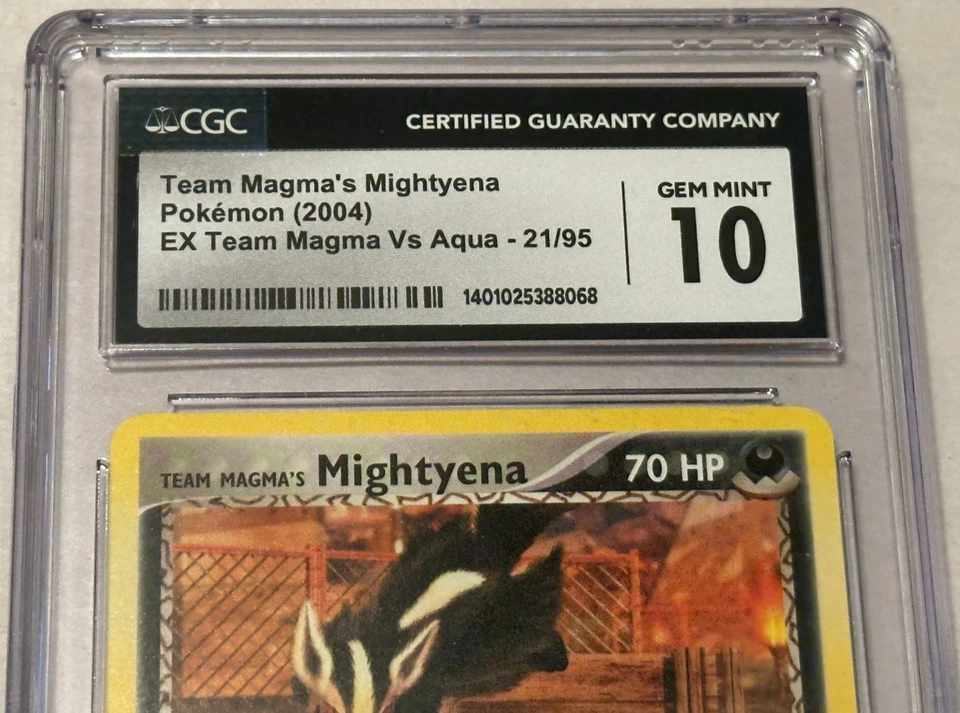 CGC
CERTIFIED GUARANTY COMPANY
Team Magma's Mightyena
Pokémon (2004)
EX Team Magma Vs Aqua - 21/95
1401025388068
GEM MINT
10
TEAM MAGMA'S Mightyena 70 HP